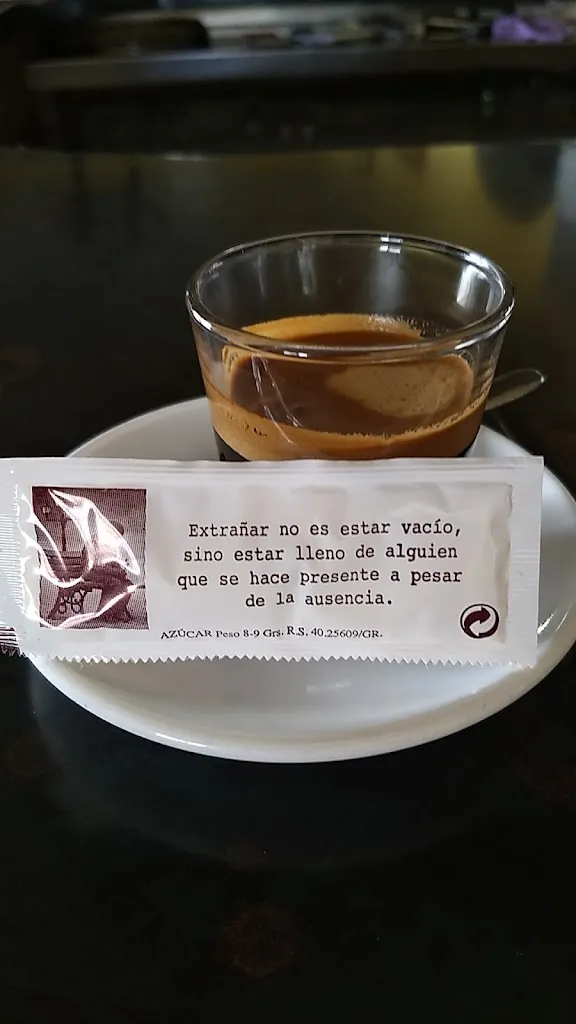 Extrañar no es estar vacío,
sino estar lleno de alguien
que se hace presente a pesar
de la ausencia.
AZÚCAR Peso 8-9 Grs. R.S. 40.25609/GR.